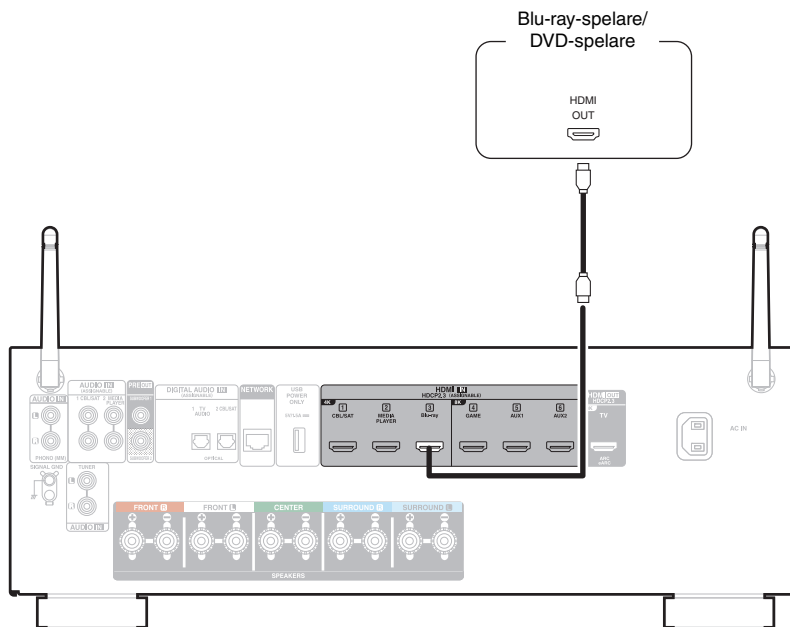 Blu-ray-spelare/
DVD-spelare
HDMI
OUT
AUDIO IN
AUDIO IN
(ASSIGNABLE)
1 CBL/SAT 2 MEDIA
PLAYER
L
R
PHONO (MM)
SIGNAL GND
TUNER
L
R
AUDIO IN
PRE OUT
SUBWOOFER 1
SUBWOOFER 2
DIGITAL AUDIO IN
(ASSIGNABLE)
1 TV
AUDIO
2 CBL/SAT
OPTICAL
NETWORK
USB
POWER
ONLY
HDMI IN
HDCP2.3 (ASSIGNABLE)
4K
1
CBL/SAT
2
MEDIA
PLAYER
3
Blu-ray
8K
4
GAME
5
AUX1
6
AUX2
HDMI OUT
HDCP2.3
TV
ARC
eARC
AC IN
FRONT R
FRONT L
CENTER
SURROUND R
SURROUND L
SPEAKERS